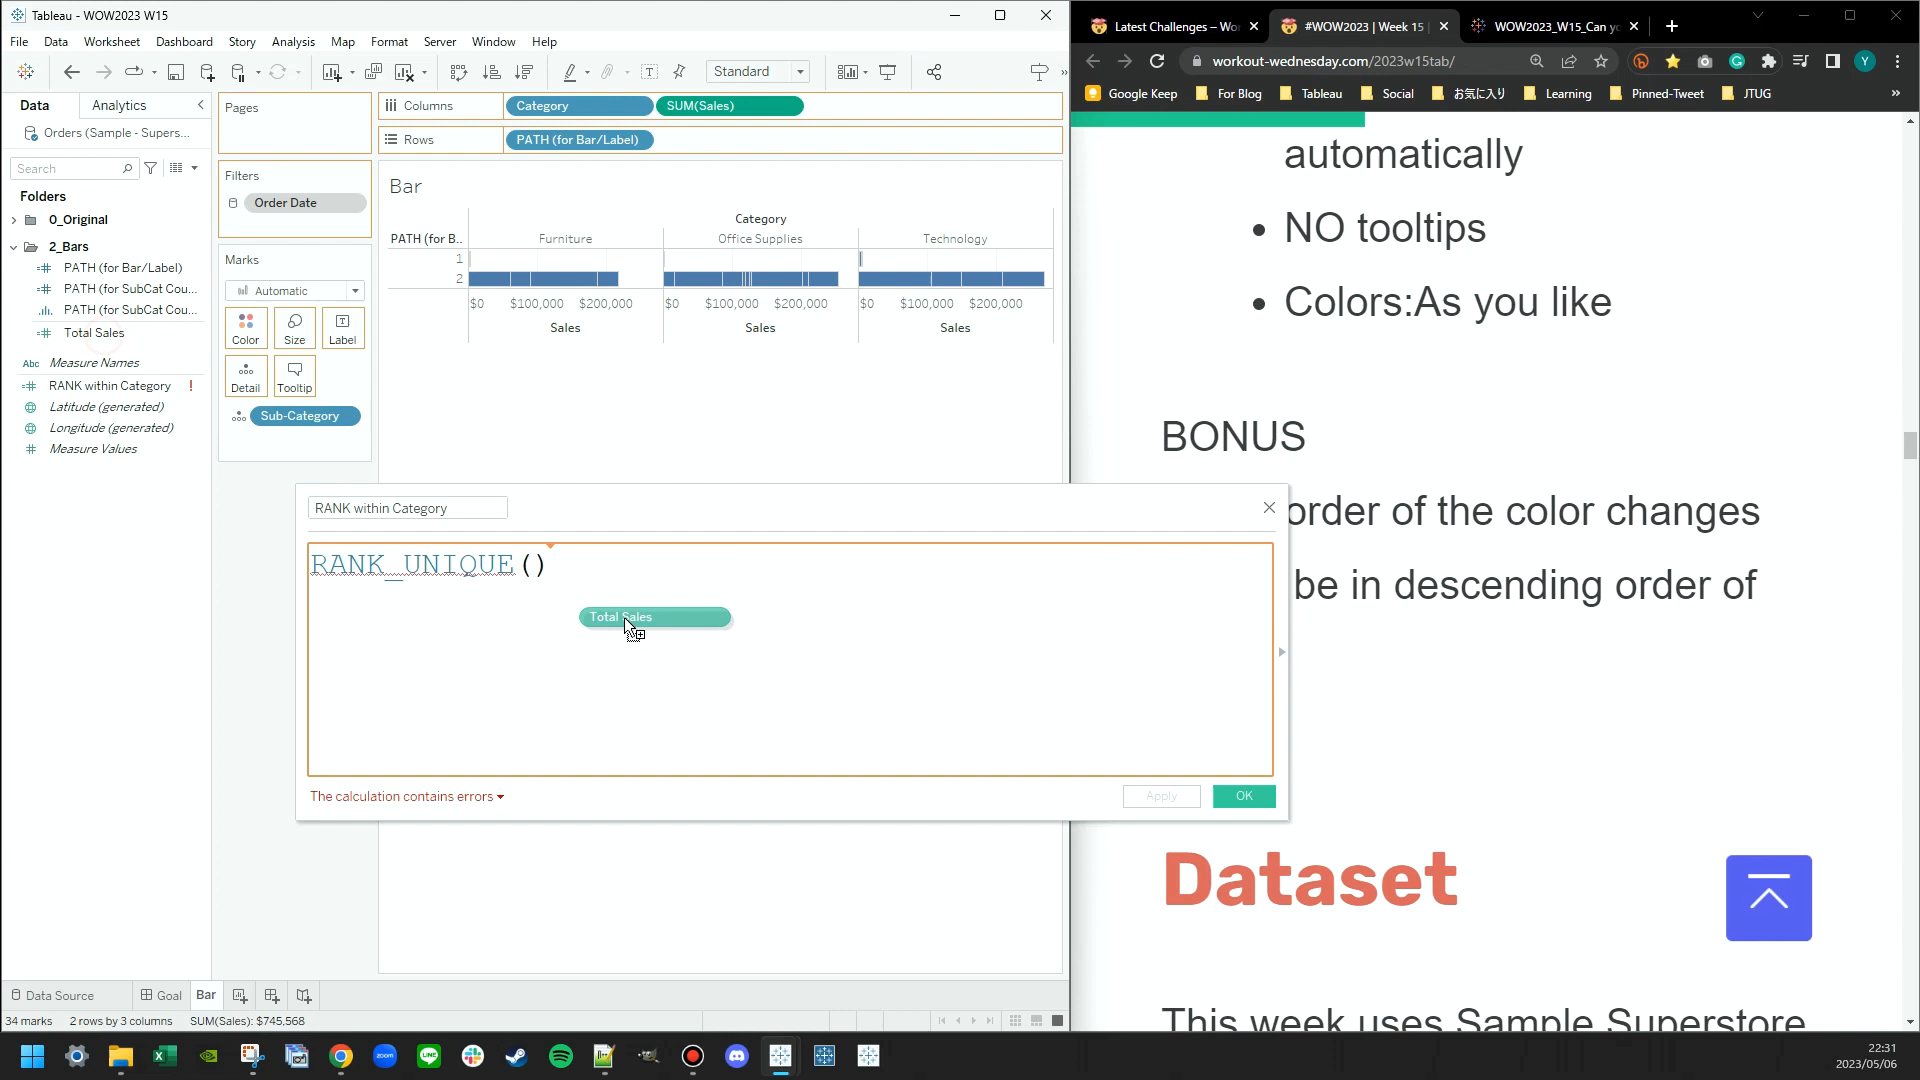 Tableau - WOW2023 W15
File Data Worksheet Dashboard Story Analysis Map Format Server Window Help
Standard
Data Analytics
Orders (Sample - Supers...
Search
Folders
0_Original
2_Bars
PATH (for Bar/Label)
PATH (for SubCat Cou...
PATH (for SubCat Cou...
Total Sales
Abc Measure Names
RANK within Category !
Latitude (generated)
Longitude (generated)
Measure Values
Pages
Filters
Order Date
Marks
Automatic
Color Size Label
Detail Tooltip
Sub-Category
Columns Category SUM(Sales)
Rows PATH (for Bar/Label)
Bar
Category
PATH (for B.. Furniture Office Supplies Technology
1
2
$0 $100,000 $200,000 $0 $100,000 $200,000 $0 $100,000 $200,000
Sales Sales Sales
RANK within Category
RANK_UNIQUE()
Total Sales
The calculation contains errors
Apply OK
Data Source Goal Bar
34 marks 2 rows by 3 columns SUM(Sales): $745,568
Latest Challenges – Wo #WOW2023 | Week 15 WOW2023_W15_Can yo
workout-wednesday.com/2023w15tab/
Y
Google Keep For Blog Tableau Social お気に入り Learning Pinned-Tweet JTUG »
automatically
• NO tooltips
• Colors:As you like
BONUS
order of the color changes
be in descending order of
Dataset
This week uses Sample Superstore
zoom
LINE
22:31
2023/05/06